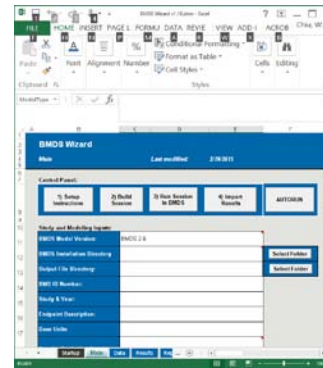 BMDS Wizard v1.10.xlsm - Excel
FILE HOME INSERT PAGE L FORMU DATA REVIE VIEW ADD-I ACROB Chiu, W
Paste Font Alignment Number Conditional Formatting Cells Editing
Format as Table
Cell Styles
Clipboard Styles
ModelType fx
BMDS Wizard
Main Last modified: 2/19/2015
Control Panel:
1) Setup Instructions 2) Build Session 3) Run Session in BMDS 4) Import Results AUTORUN
Study and Modeling Inputs:
BMDS Model Version: BMDS 2.6
BMDS Installation Directory Select Folder
Output File Directory: Select Folder
BMD ID Number:
Study & Year:
Endpoint Description:
Dose Units:
Startup Main Data Results
READY